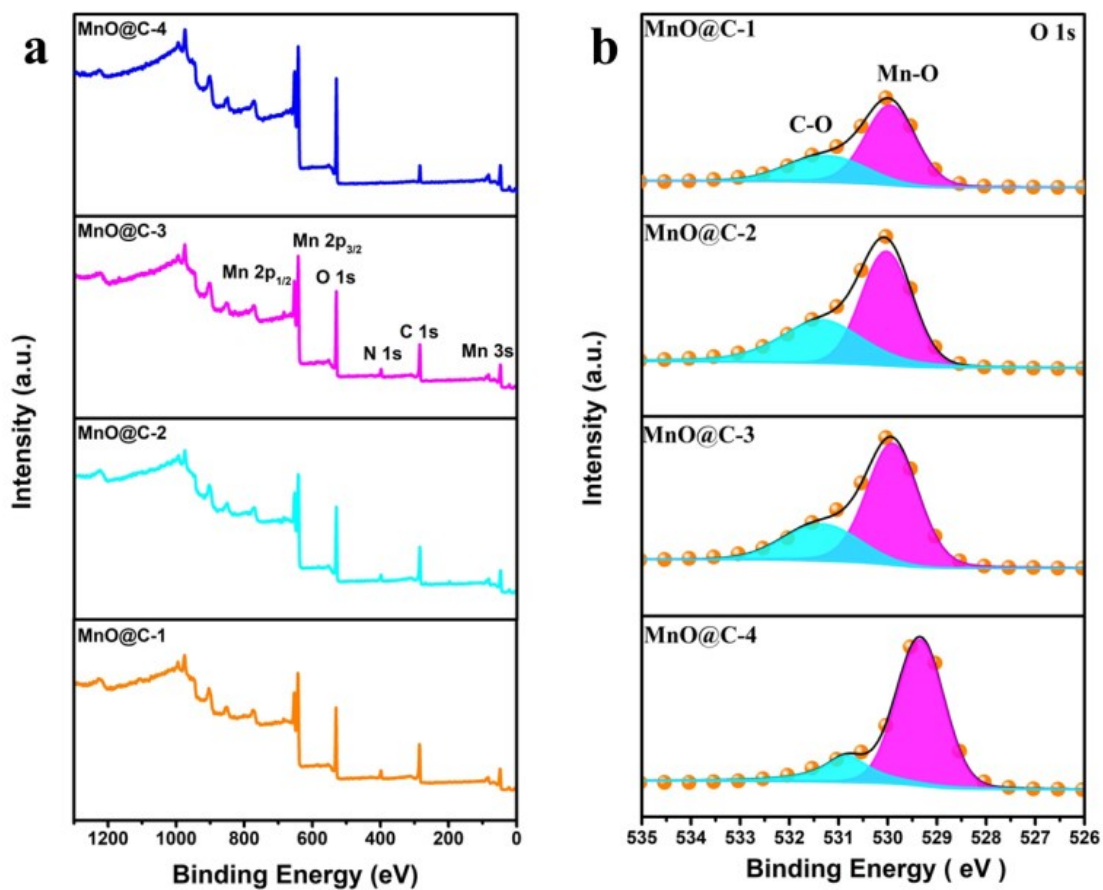 a
MnO@C-4
MnO@C-3
Mn 2p3/2
Mn 2p1/2
O 1s
N 1s
C 1s
Mn 3s
MnO@C-2
MnO@C-1
Intensity (a.u.)
1200 1000 800 600 400 200 0
Binding Energy (eV)
b
MnO@C-1 O 1s
Mn-O
C-O
MnO@C-2
MnO@C-3
MnO@C-4
Intensity (a.u.)
535 534 533 532 531 530 529 528 527 526
Binding Energy ( eV )